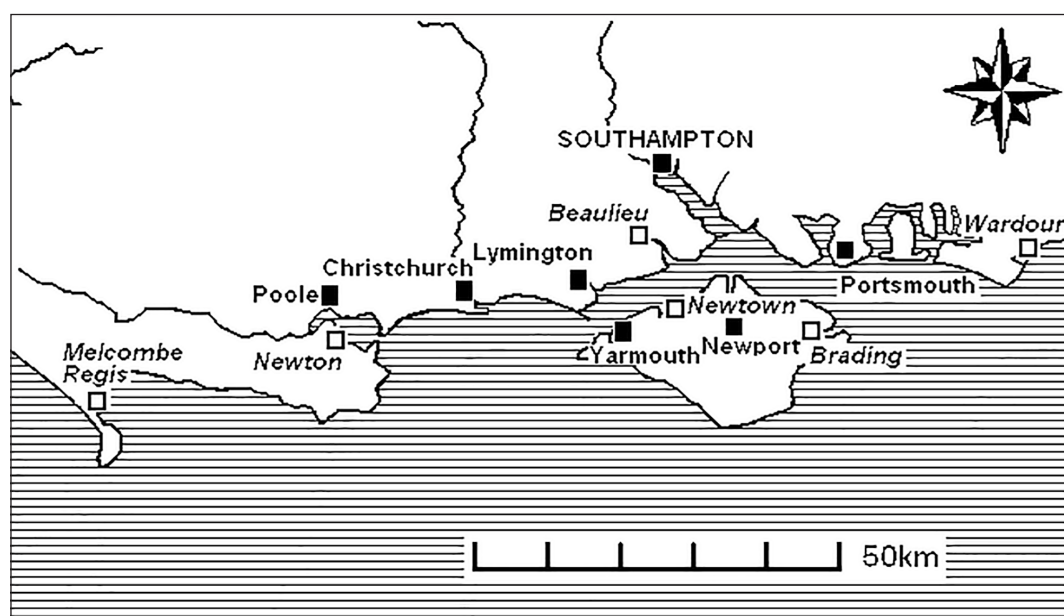 SOUTHAMPTON
Beaulieu
Wardour
Lymington
Christchurch
Poole
Portsmouth
Newtown
Newton
Yarmouth
Newport
Brading
Melcombe
Regis
50km